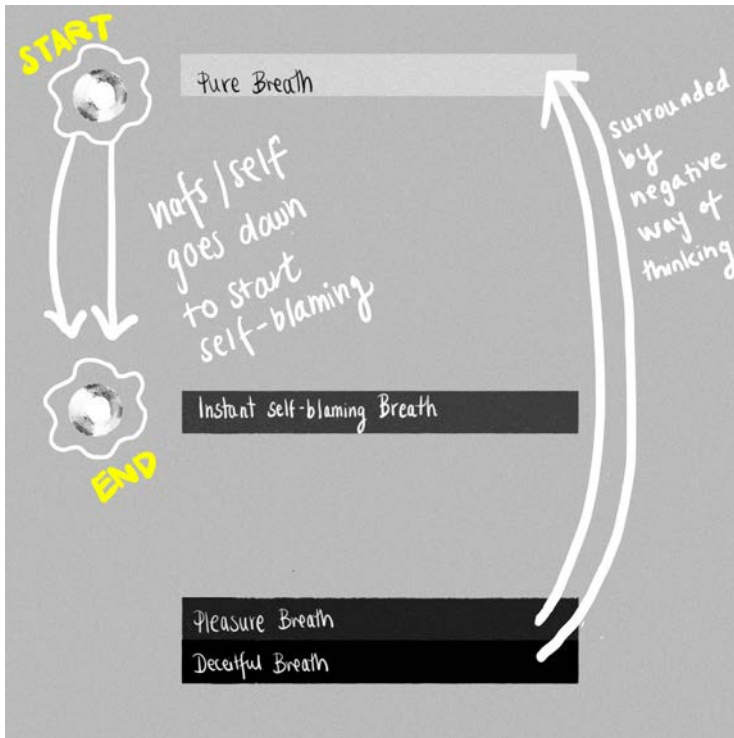 START
Pure Breath
nafs/self
goes down
to start
self-blaming
surrounded
by
negative
way of
thinking
Instant self-blaming Breath
END
Pleasure Breath
Deceitful Breath